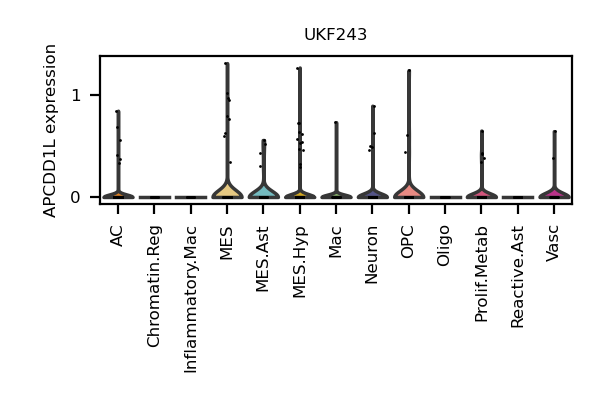 UKF243
APCDD1L expression
1
0
AC
Chromatin.Reg
Inflammatory.Mac
MES
MES.Ast
MES.Hyp
Mac
Neuron
OPC
Oligo
Prolif.Metab
Reactive.Ast
Vasc